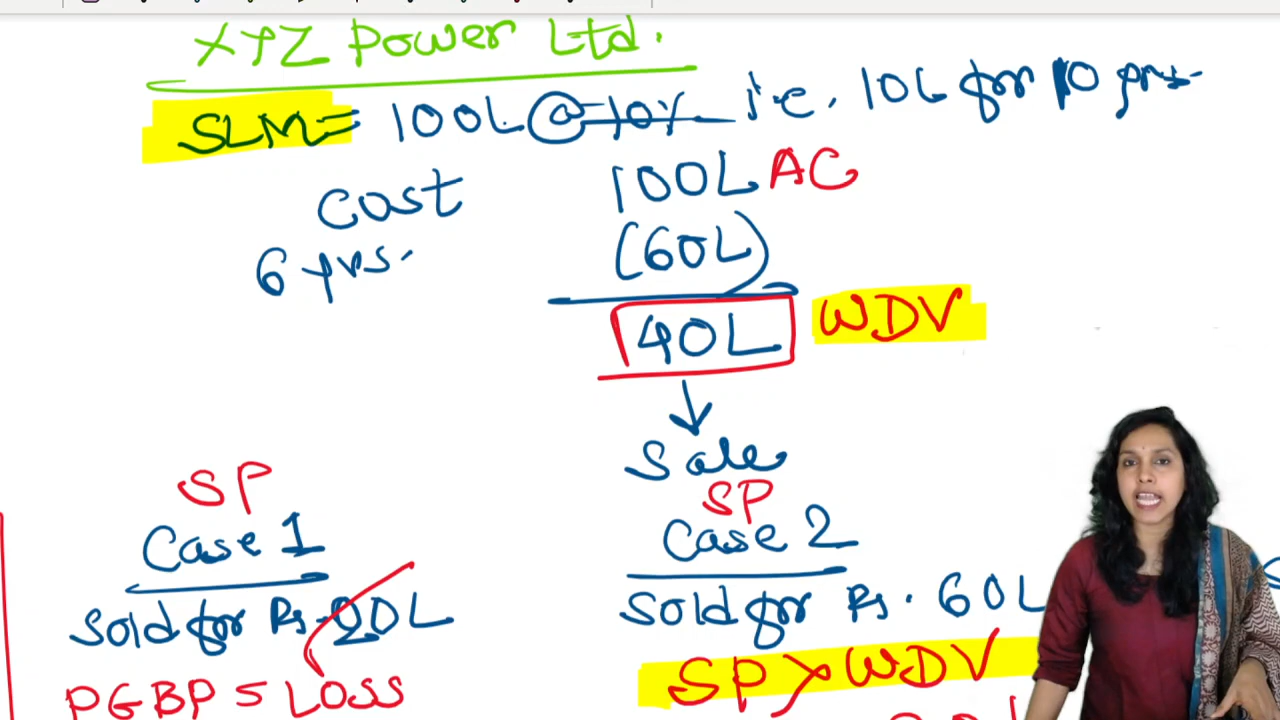 XYZ Power Ltd.
SLM = 100L @ 10% i.e. 10L for 10 yrs.
Cost 100L AC
6 yrs. (60L)
40L WDV
Sale
SP SP
Case 1 Case 2
Sold for Rs. 20L Sold for Rs. 60L
PGBP = LOSS SP > WDV